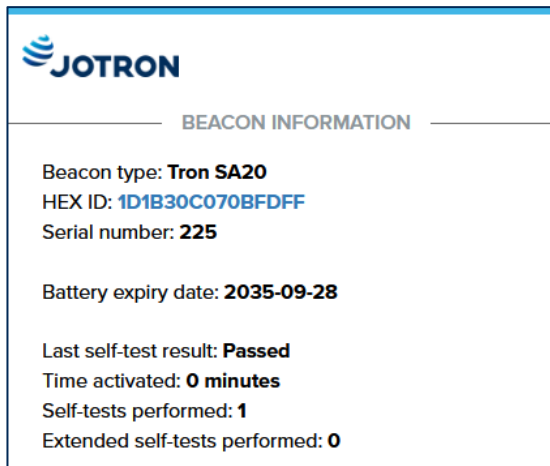 JOTRON
BEACON INFORMATION
Beacon type: Tron SA20
HEX ID: 1D1B30C070BFDFF
Serial number: 225
Battery expiry date: 2035-09-28
Last self-test result: Passed
Time activated: 0 minutes
Self-tests performed: 1
Extended self-tests performed: 0